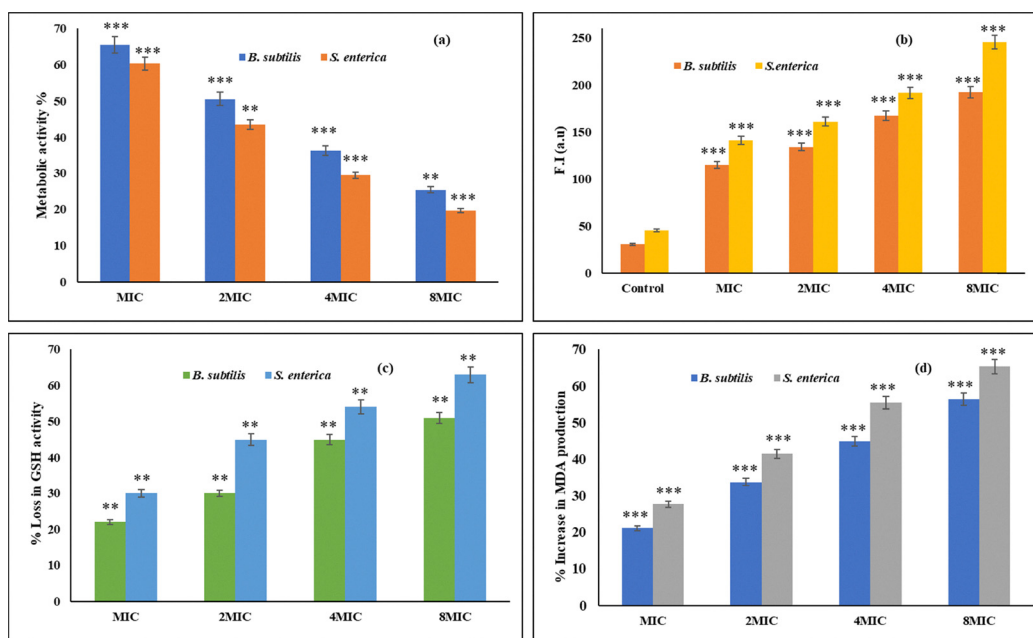 (a)
B. subtilis S. enterica
Metabolic activity %
70
60
50
40
30
20
10
0
*** ***
*** **
*** ***
** ***
MIC 2MIC 4MIC 8MIC
(b)
B. subtilis S.enterica
F.I (a.u)
250
200
150
100
50
0
*** ***
*** ***
*** ***
*** ***
Control MIC 2MIC 4MIC 8MIC
(c)
B. subtilis S. enterica
% Loss in GSH activity
70
60
50
40
30
20
10
0
** **
** **
** **
** **
MIC 2MIC 4MIC 8MIC
(d)
B. subtilis S. enterica
% Increase in MDA production
70
60
50
40
30
20
10
0
*** ***
*** ***
*** ***
*** ***
MIC 2MIC 4MIC 8MIC